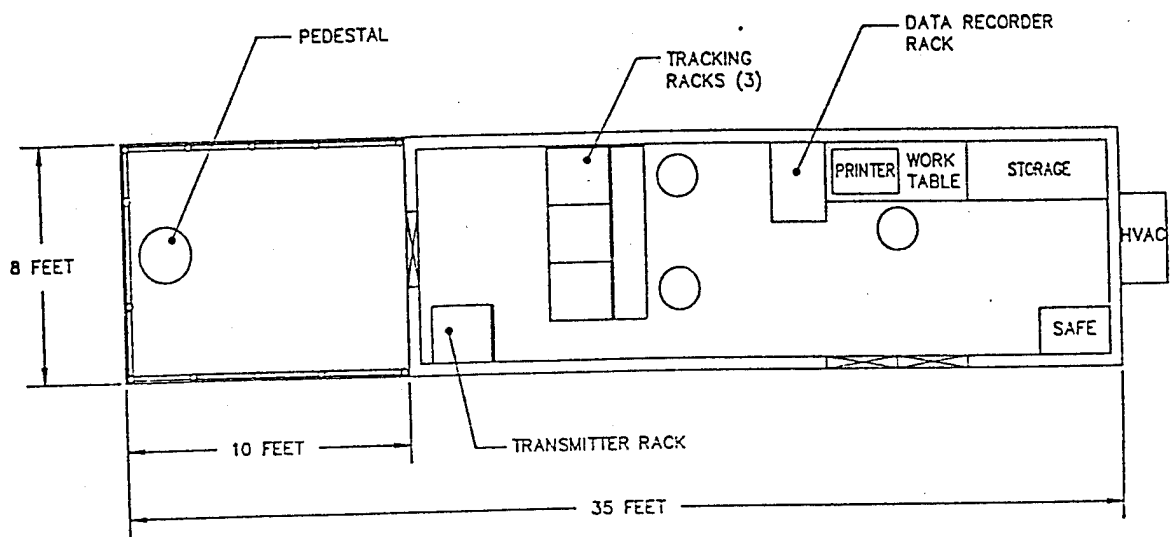 PEDESTAL
DATA RECORDER
RACK
TRACKING
RACKS (3)
PRINTER
WORK
TABLE
STORAGE
HVAC
8 FEET
SAFE
TRANSMITTER RACK
10 FEET
35 FEET